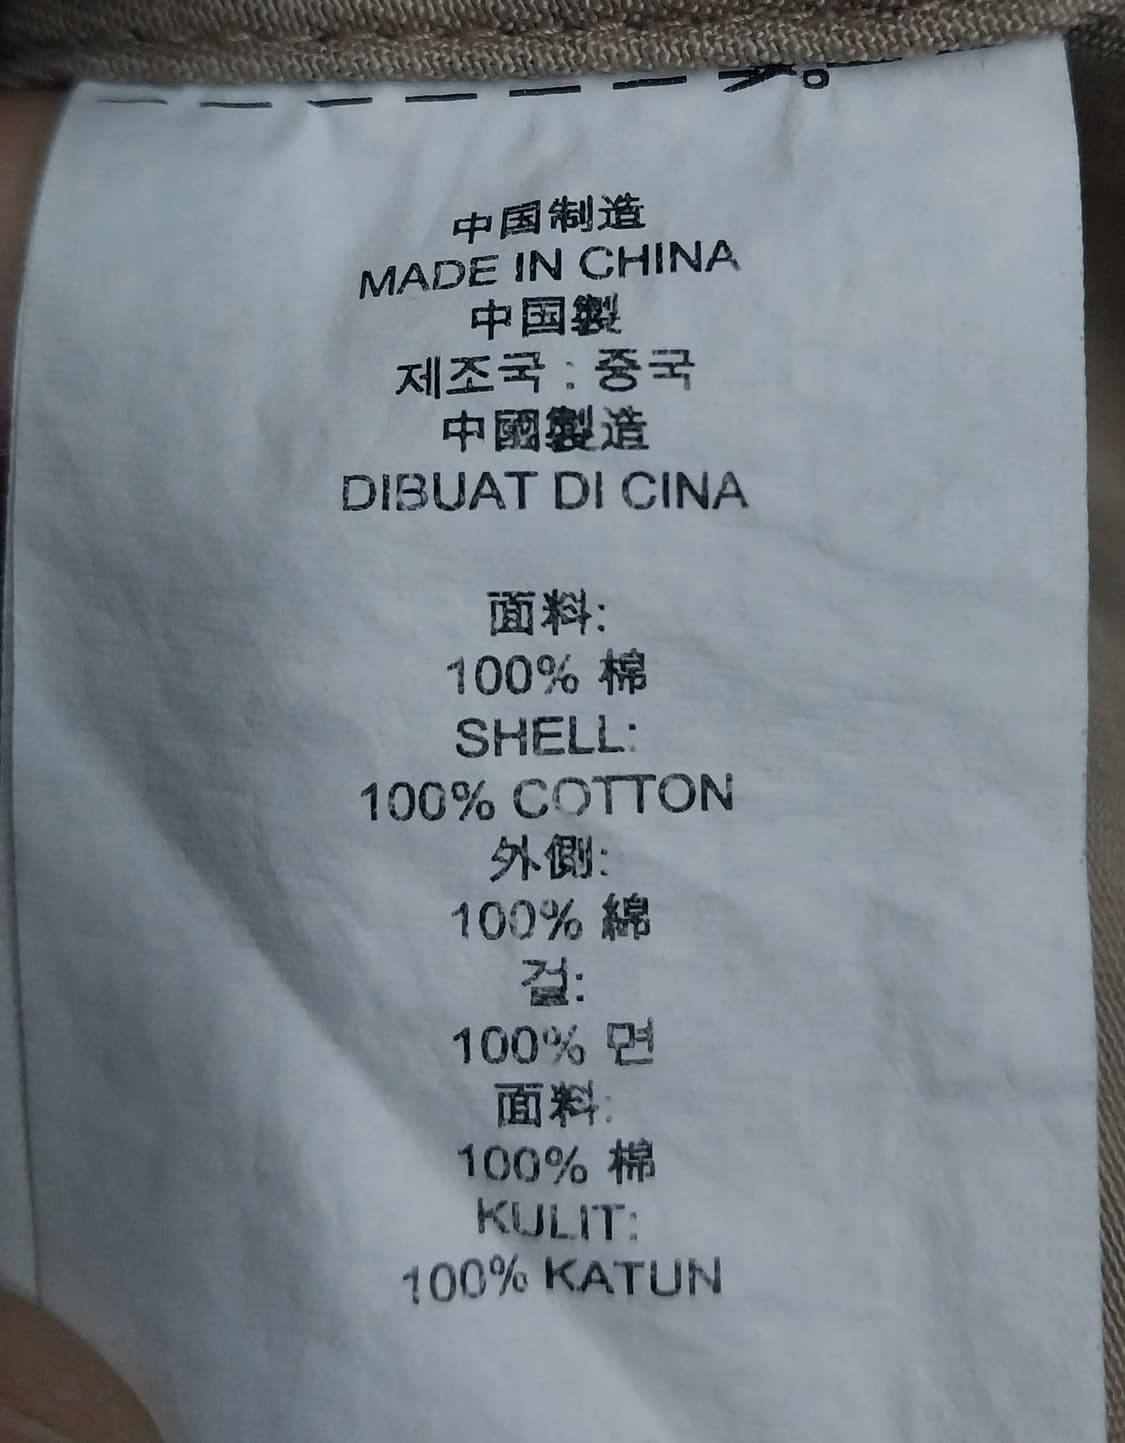 中国制造
MADE IN CHINA
中国製
제조국 : 중국
中國製造
DIBUAT DI CINA
面料:
100% 棉
SHELL:
100% COTTON
外側:
100% 綿
겉:
100% 면
面料:
100% 棉
KULIT:
100% KATUN